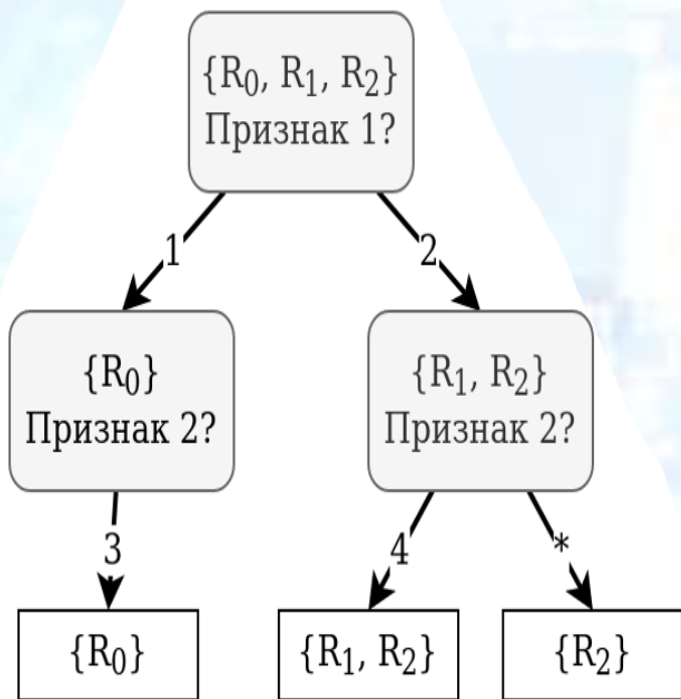 {R₀, R₁, R₂}
Признак 1?
1
2
{R₀}
Признак 2?
{R₁, R₂}
Признак 2?
3
4
*
{R₀}
{R₁, R₂}
{R₂}